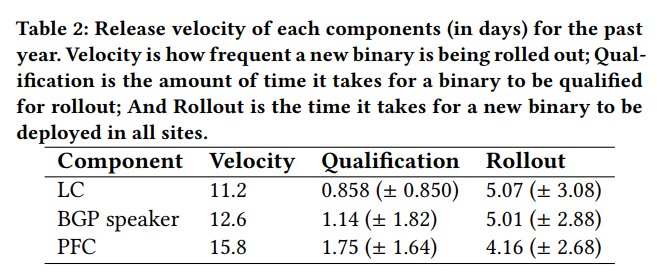 Table 2: Release velocity of each components (in days) for the past
year. Velocity is how frequent a new binary is being rolled out; Qual-
ification is the amount of time it takes for a binary to be qualified
for rollout; And Rollout is the time it takes for a new binary to be
deployed in all sites.
Component Velocity Qualification Rollout
LC 11.2 0.858 (± 0.850) 5.07 (± 3.08)
BGP speaker 12.6 1.14 (± 1.82) 5.01 (± 2.88)
PFC 15.8 1.75 (± 1.64) 4.16 (± 2.68)